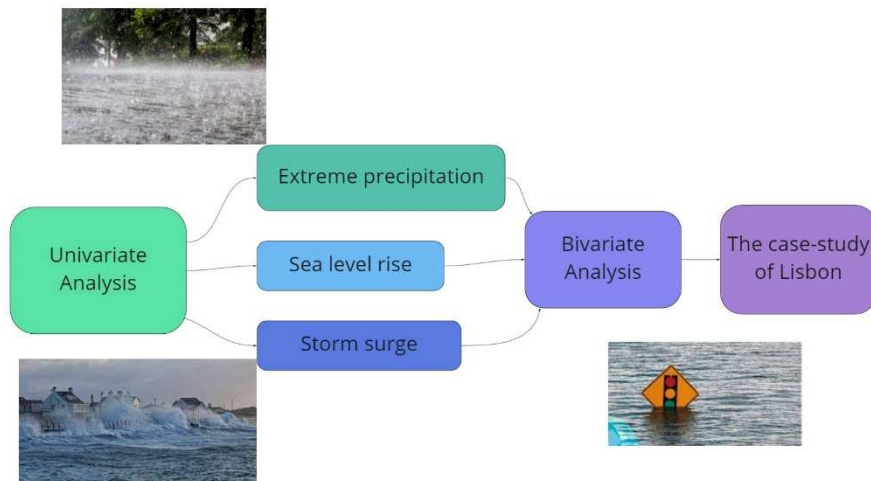 Extreme precipitation
Univariate
Analysis
Sea level rise
Storm surge
Bivariate
Analysis
The case-study
of Lisbon